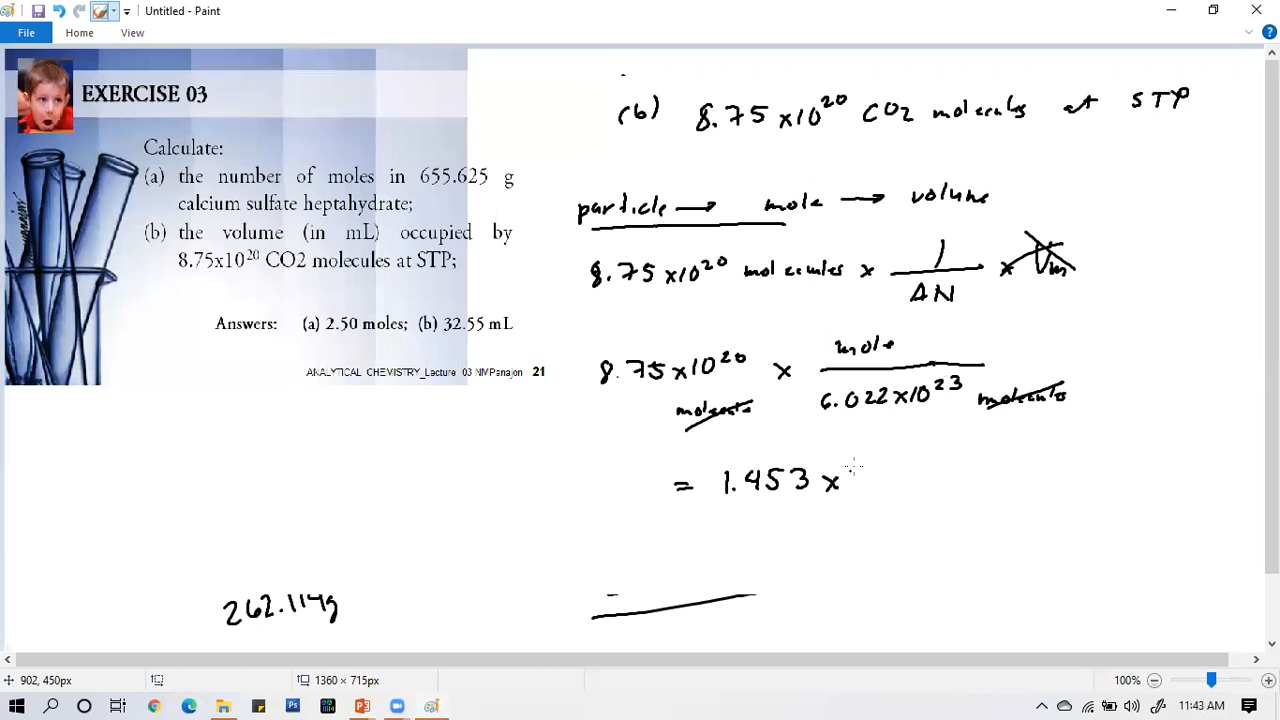 Untitled - Paint
File Home View
EXERCISE 03
Calculate:
(a) the number of moles in 655.625 g
calcium sulfate heptahydrate;
(b) the volume (in mL) occupied by
8.75x10²⁰ CO2 molecules at STP;
Answers: (a) 2.50 moles; (b) 32.55 mL
ANALYTICAL CHEMISTRY_Lecture 03 NMPanajon 21
262.114g
(b) 8.75 x10²⁰ CO2 molecules at STP
particle → mole → volume
8.75 x10²⁰ molecules x 1 x Vm
AN
mole
8.75 x10²⁰ x
6.022x10²³ molecules
molecule
= 1.453 x
902, 450px 1360 × 715px 100%
11:43 AM